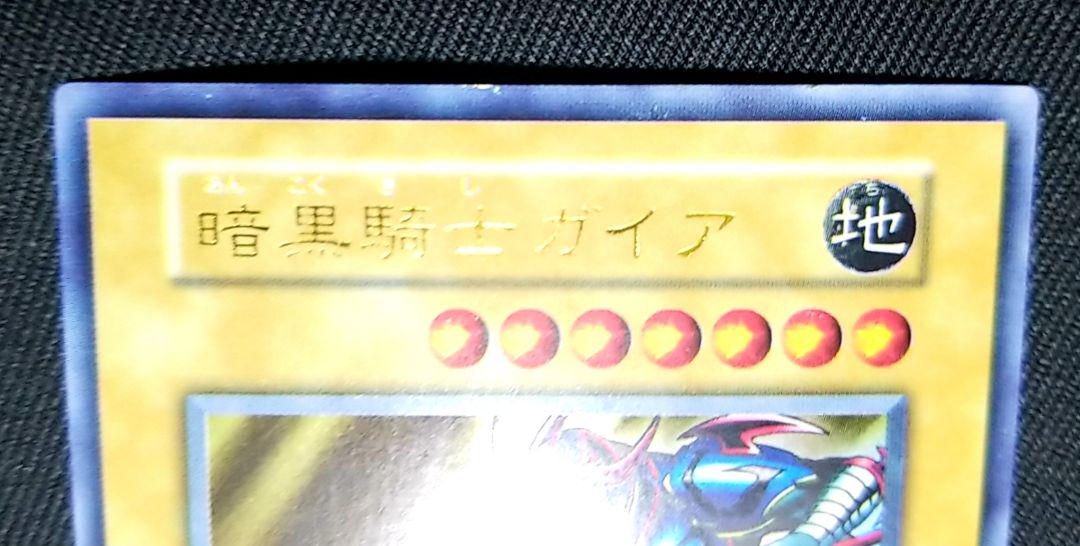 あんこくきし
暗黒騎士ガイア
ち
地